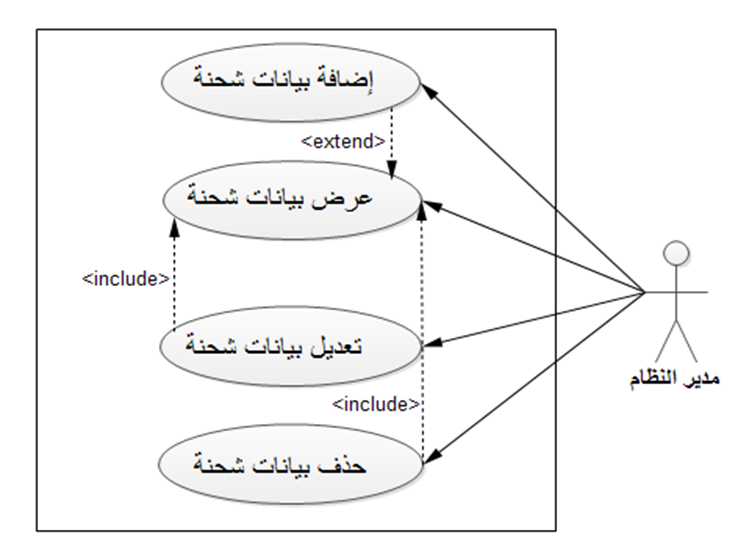 إضافة بيانات شحنة
<extend>
عرض بيانات شحنة
<include>
تعديل بيانات شحنة
مدير النظام
<include>
حذف بيانات شحنة